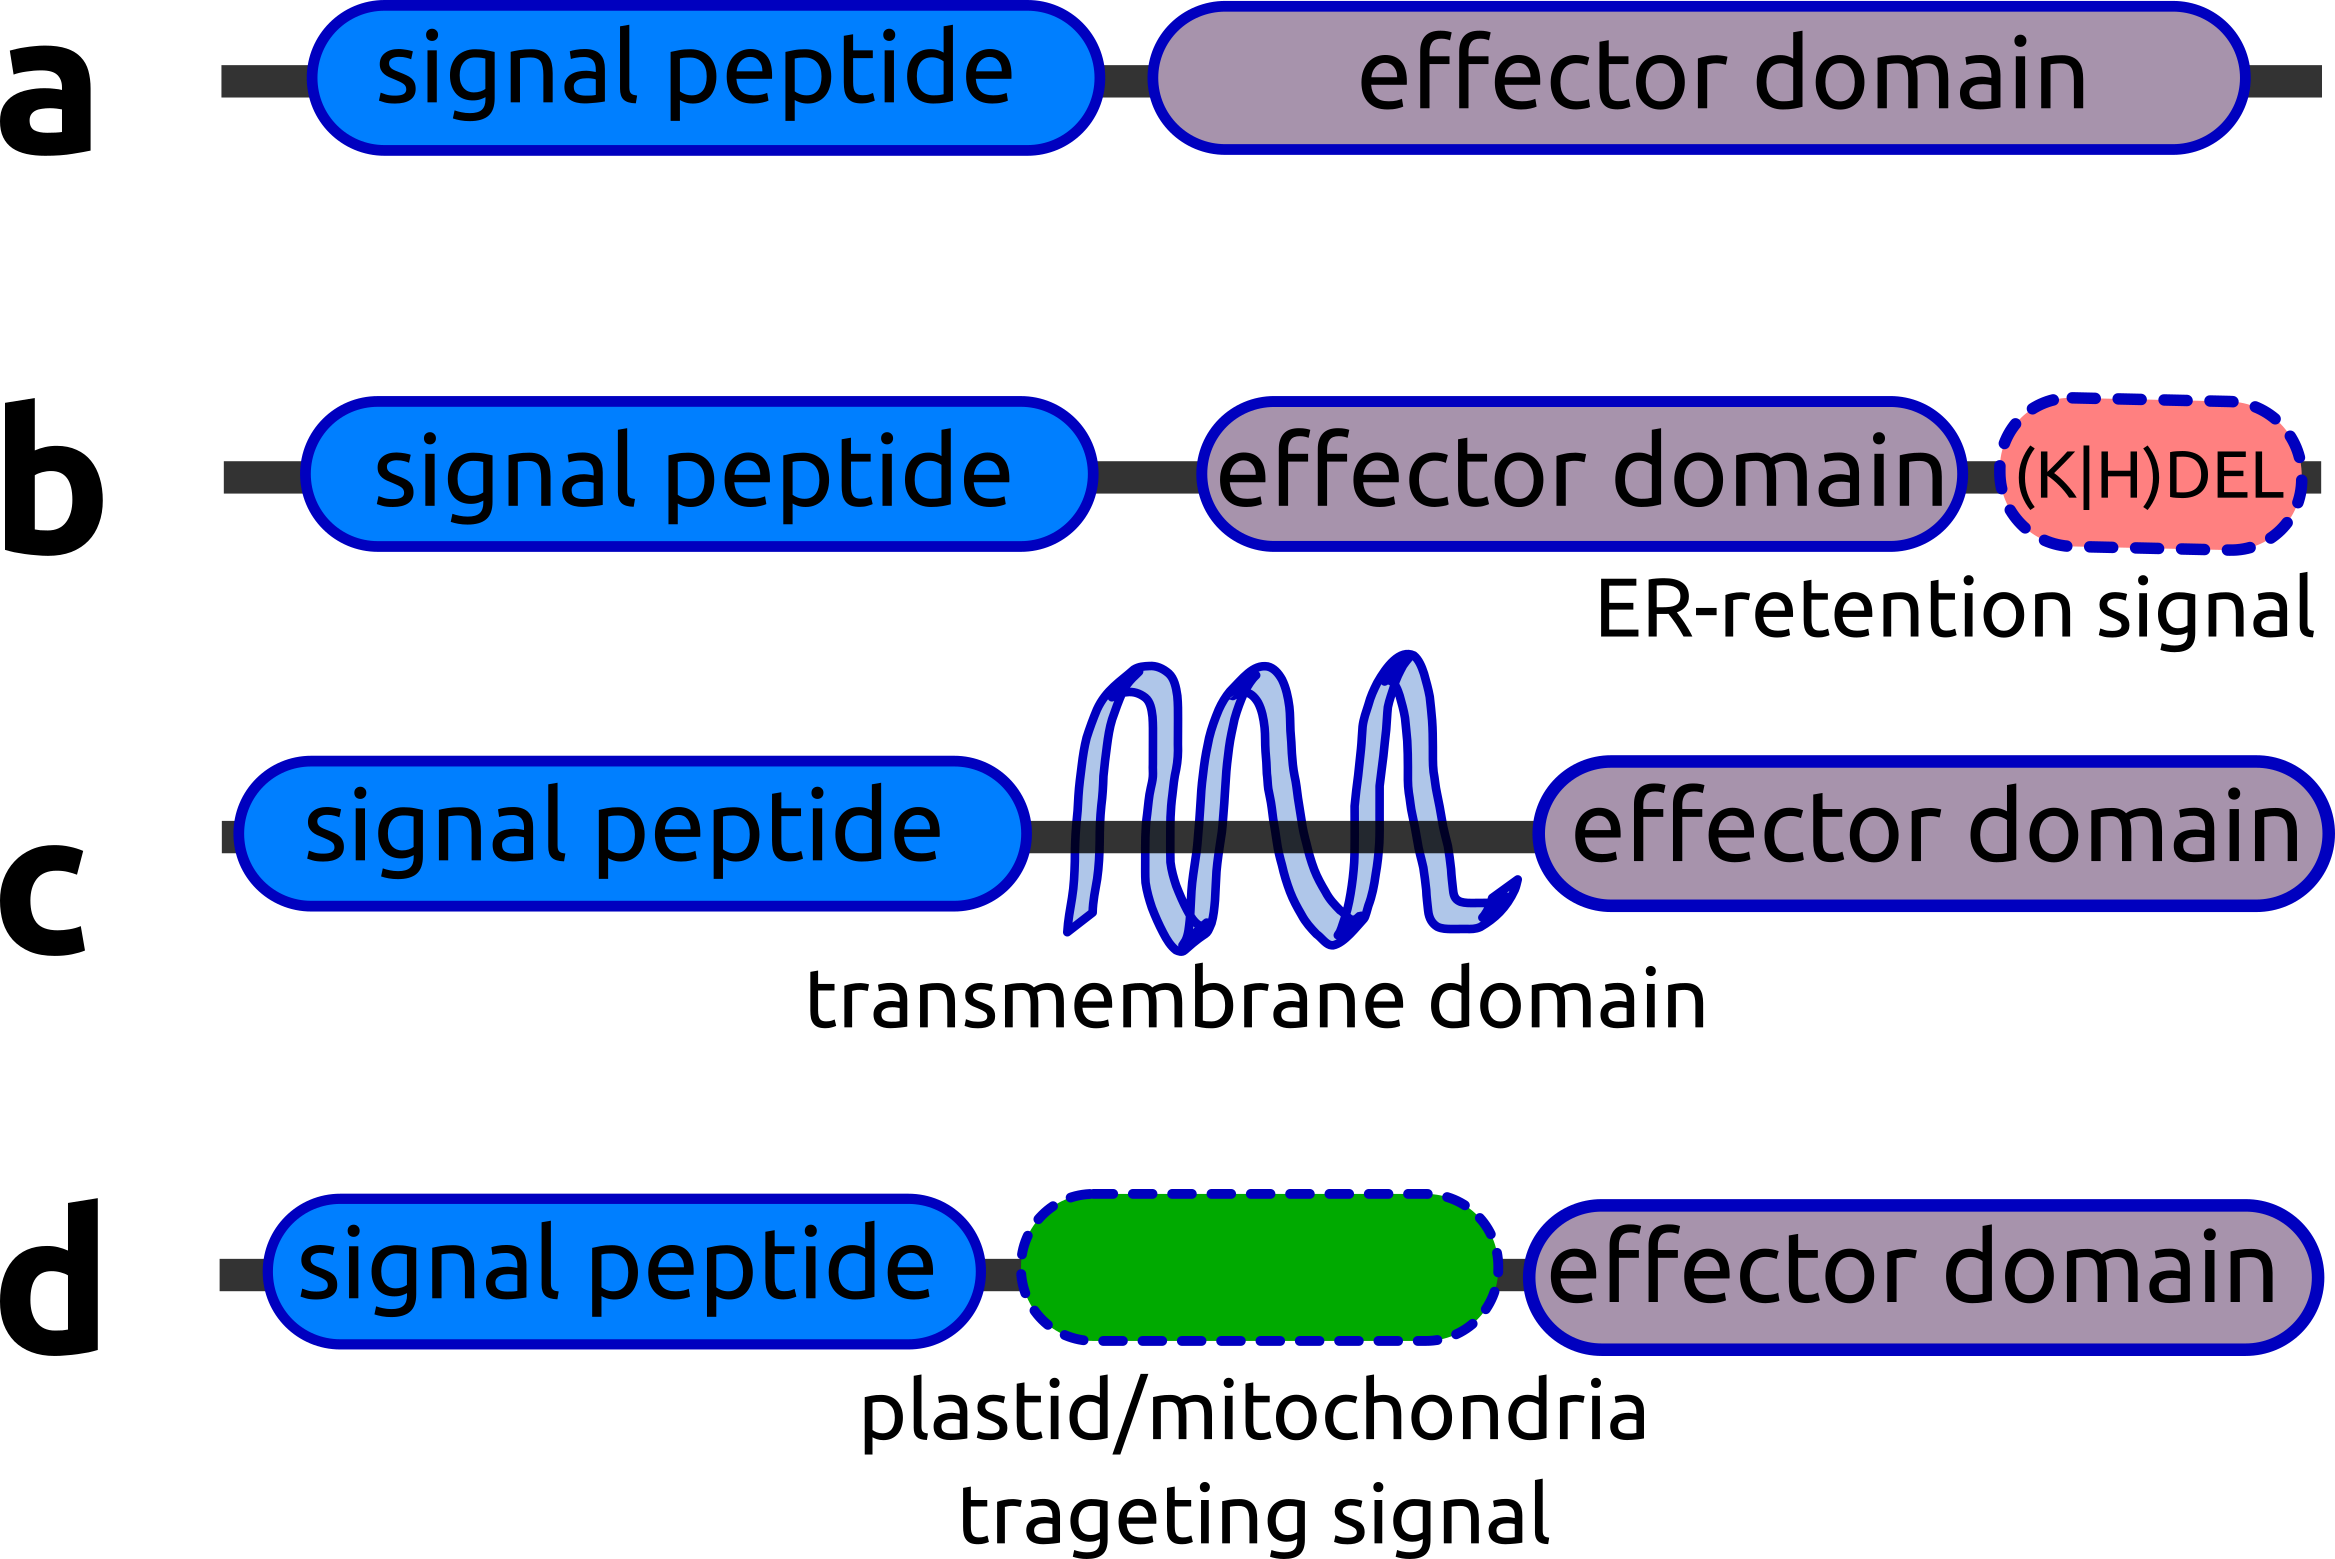 a
signal peptide
effector domain
b
signal peptide
effector domain
(K|H)DEL
ER-retention signal
c
signal peptide
effector domain
transmembrane domain
d
signal peptide
effector domain
plastid/mitochondria
trageting signal